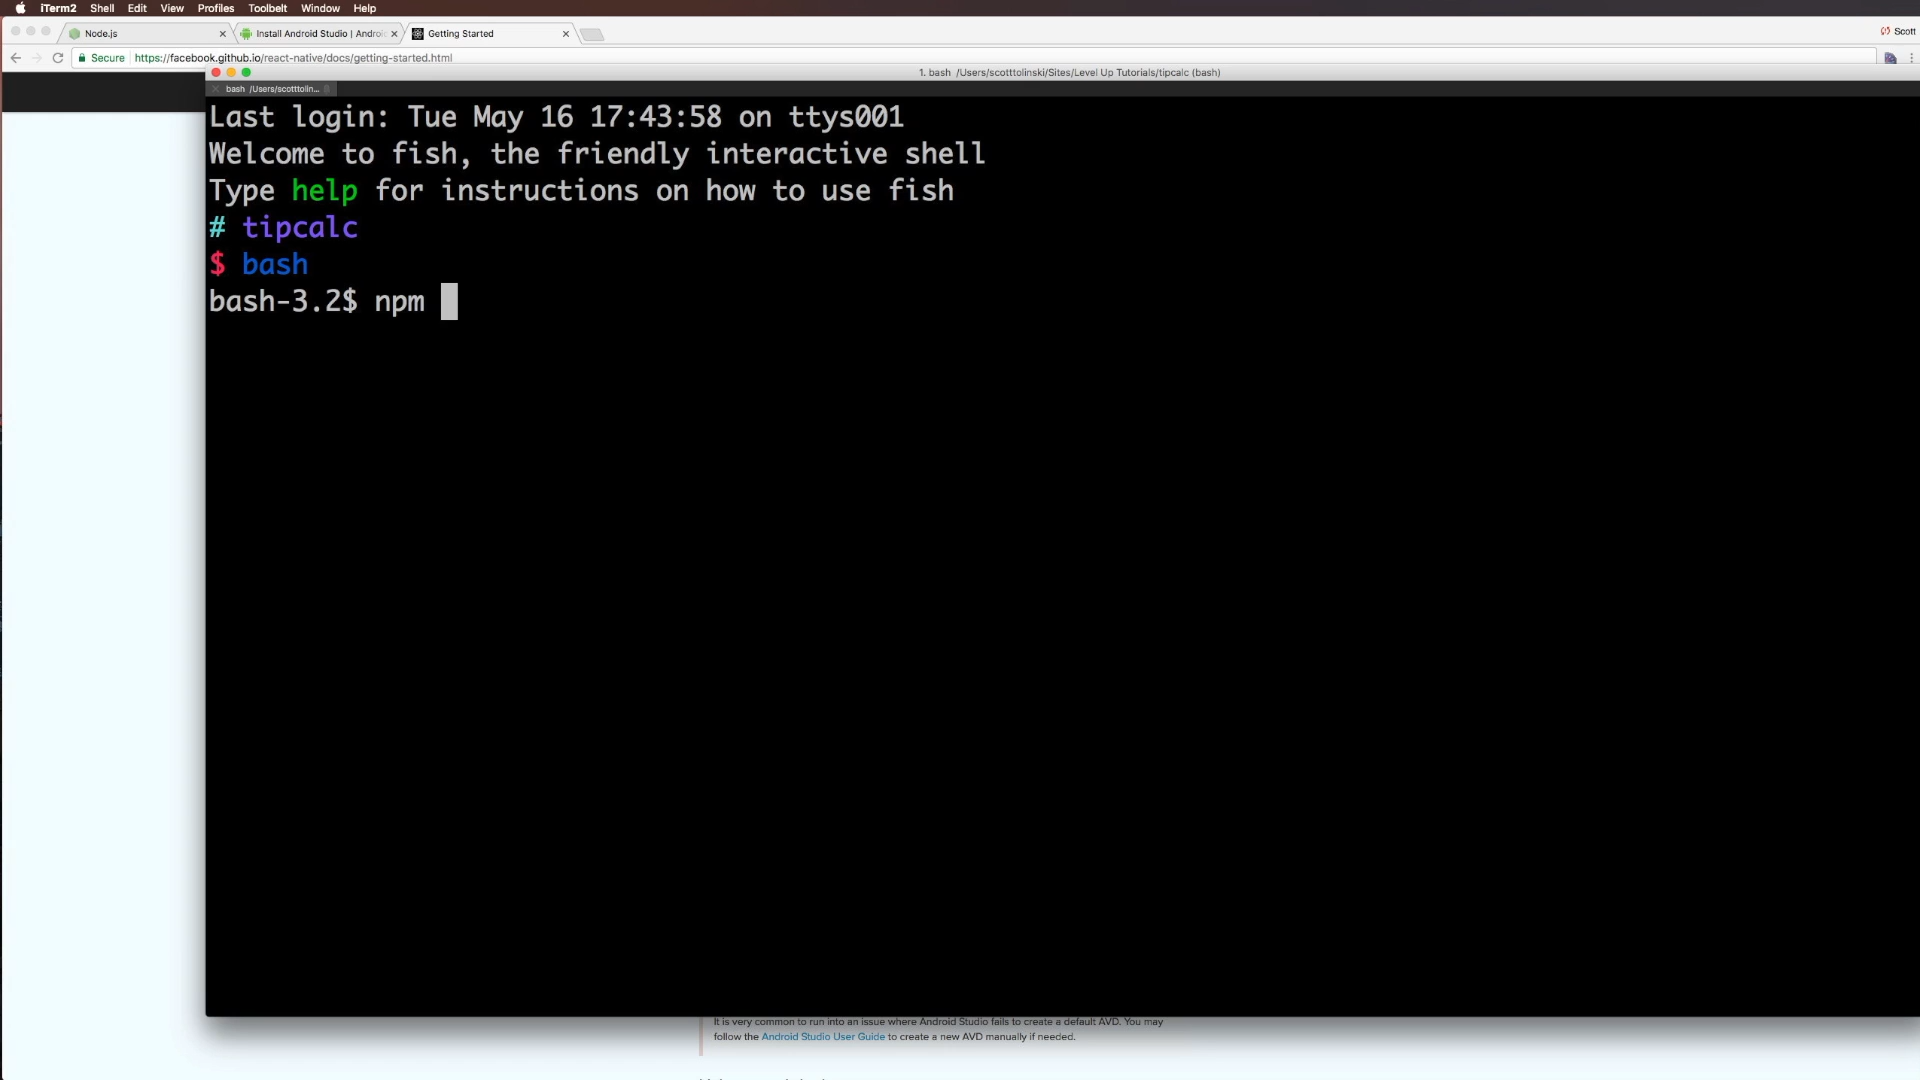 iTerm2 Shell Edit View Profiles Toolbelt Window Help
Node.js
Install Android Studio | Androi
Getting Started
Scott
Secure https://facebook.github.io/react-native/docs/getting-started.html
1. bash /Users/scotttolinski/Sites/Level Up Tutorials/tipcalc (bash)
bash /Users/scotttolin...
Last login: Tue May 16 17:43:58 on ttys001
Welcome to fish, the friendly interactive shell
Type help for instructions on how to use fish
# tipcalc
$ bash
bash-3.2$ npm
It is very common to run into an issue where Android Studio fails to create a default AVD. You may
follow the Android Studio User Guide to create a new AVD manually if needed.